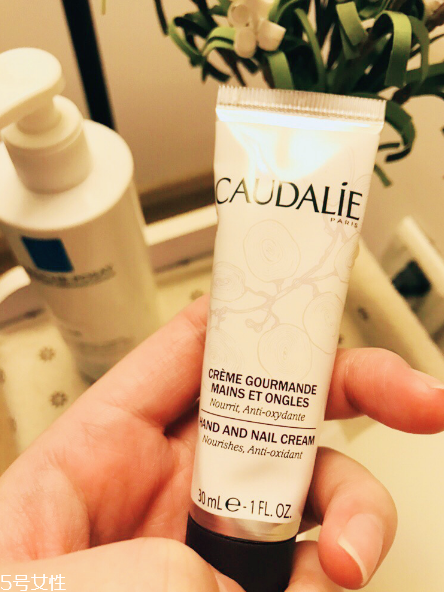 CAUDALÍE
PARIS
CRÈME GOURMANDE
MAINS ET ONGLES
Nourrit, Anti-oxydante
HAND AND NAIL CREAM
Nourishes, Anti-oxidant
30 mL e - 1 FL. OZ.
5号女性